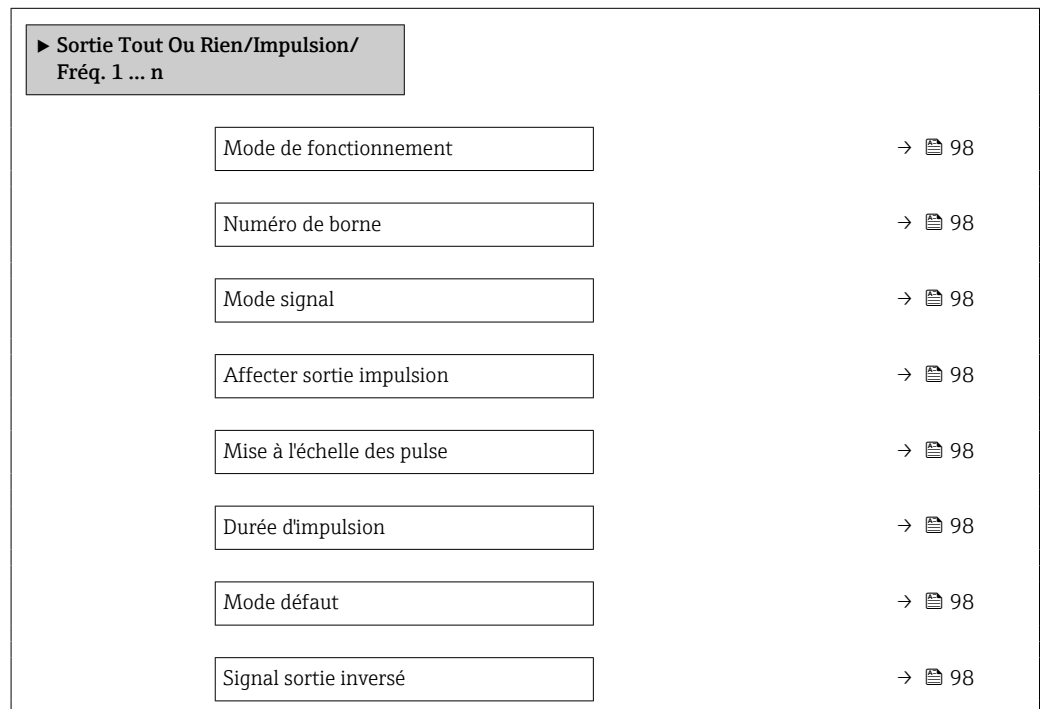 ▶ Sortie Tout Ou Rien/Impulsion/
Fréq. 1 ... n
Mode de fonctionnement → 98
Numéro de borne → 98
Mode signal → 98
Affecter sortie impulsion → 98
Mise à l'échelle des pulse → 98
Durée d'impulsion → 98
Mode défaut → 98
Signal sortie inversé → 98